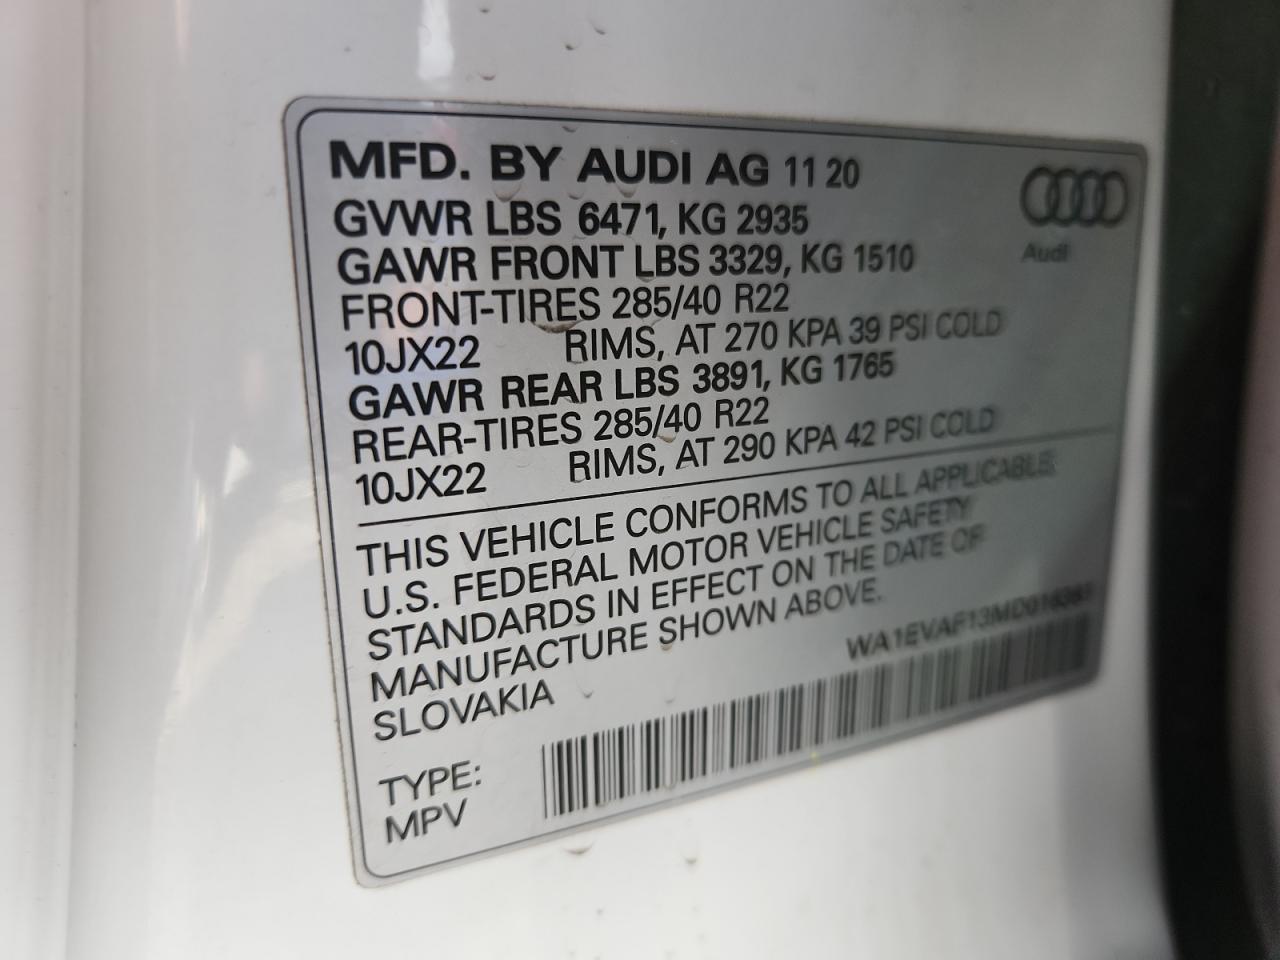 MFD. BY AUDI AG 11 20
GVWR LBS 6471, KG 2935
GAWR FRONT LBS 3329, KG 1510
FRONT-TIRES 285/40 R22
10JX22 RIMS, AT 270 KPA 39 PSI COLD
GAWR REAR LBS 3891, KG 1765
REAR-TIRES 285/40 R22
10JX22 RIMS, AT 290 KPA 42 PSI COLD
Audi
THIS VEHICLE CONFORMS TO ALL APPLICABLE
U.S. FEDERAL MOTOR VEHICLE SAFETY
STANDARDS IN EFFECT ON THE DATE OF
MANUFACTURE SHOWN ABOVE.
SLOVAKIA
TYPE:
MPV